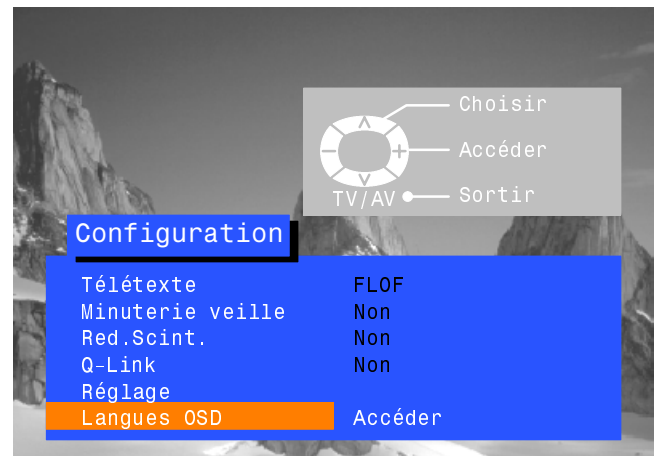 Choisir
Accéder
TV/AV Sortir
Configuration
Télétexte FLOF
Minuterie veille Non
Red.Scint. Non
Q-Link Non
Réglage
Langues OSD Accéder